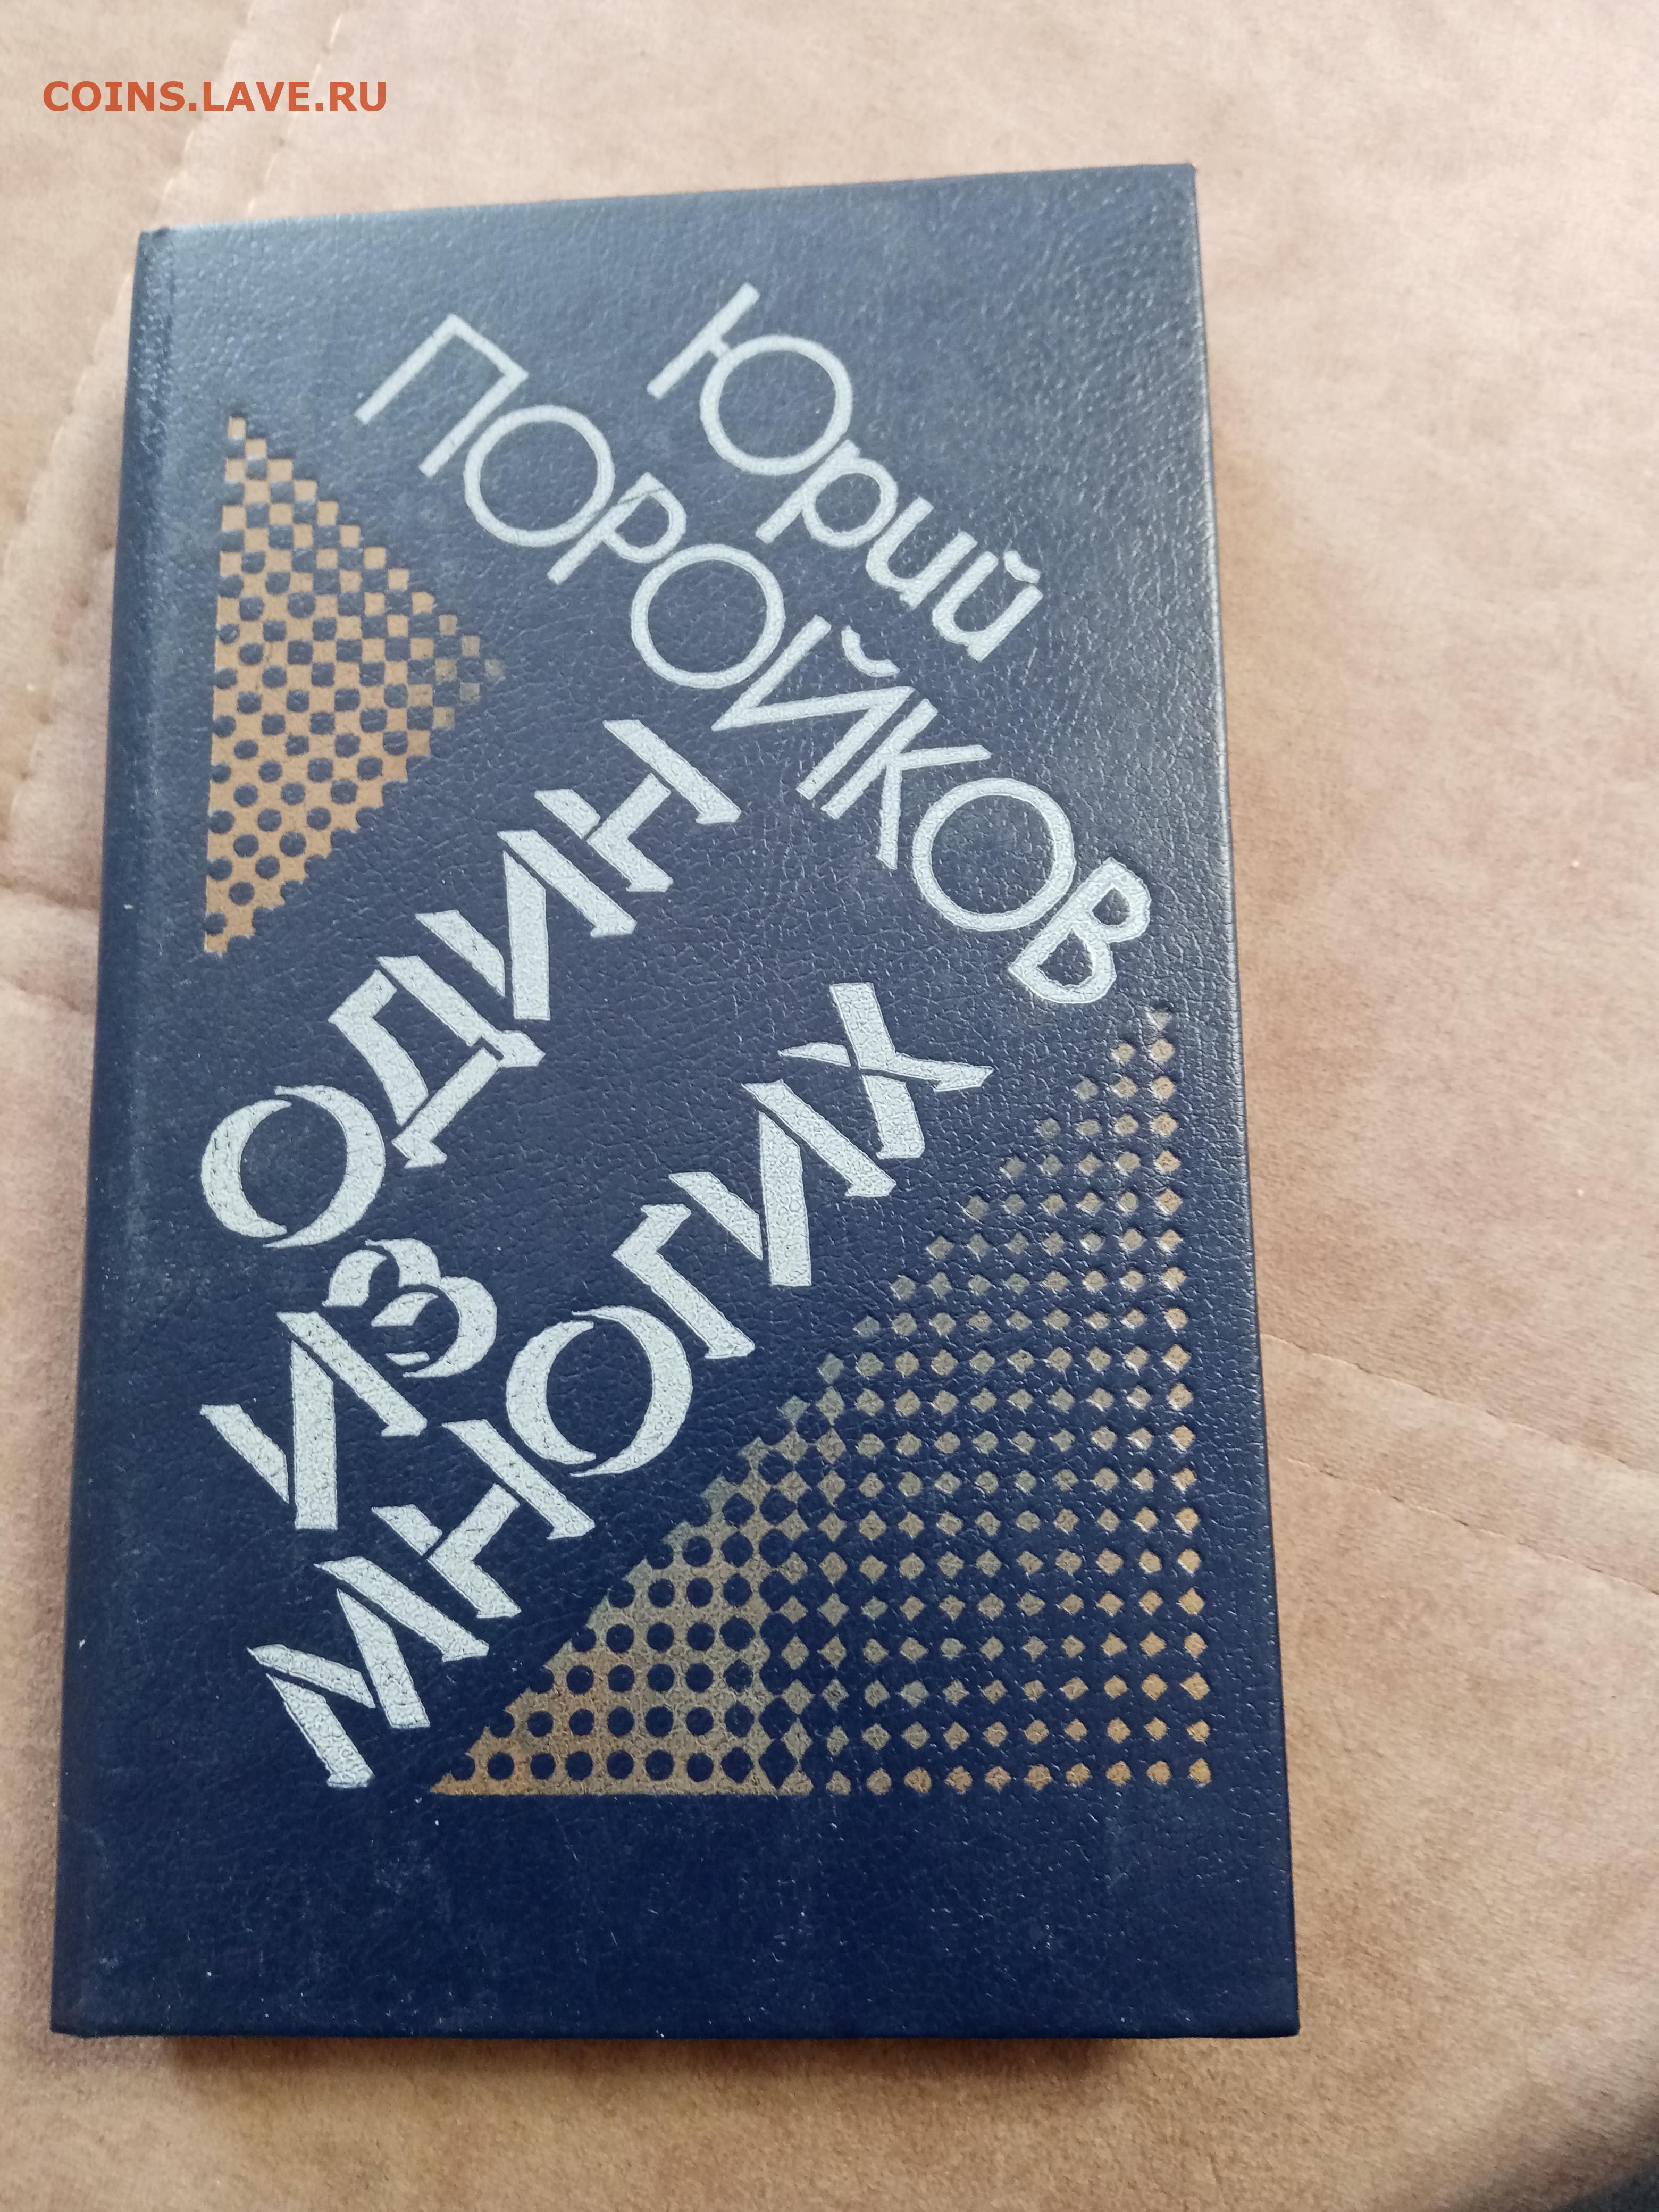 COINS.LAVE.RU
Юрий
ПОРОЙКОВ
ОДИН
ИЗ
МНОГИХ